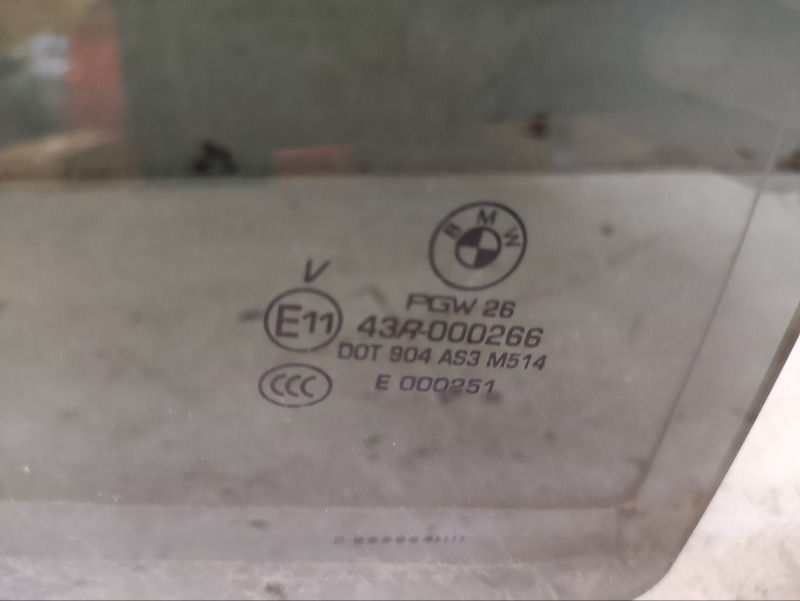 BMW
V
PGW 26
E11 43R-000266
DOT 904 AS3 M514
CCC E 000251